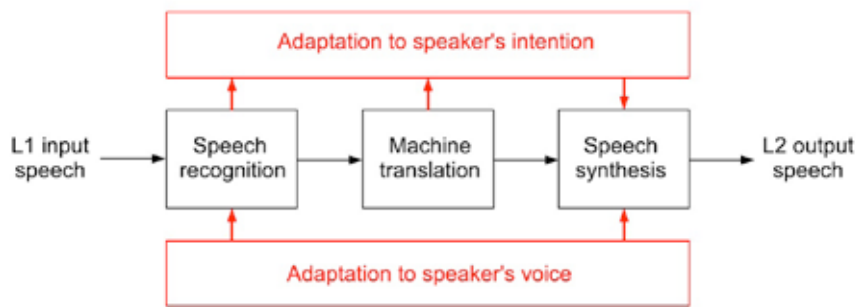 Adaptation to speaker's intention
L1 input
speech
Speech
recognition
Machine
translation
Speech
synthesis
L2 output
speech
Adaptation to speaker's voice